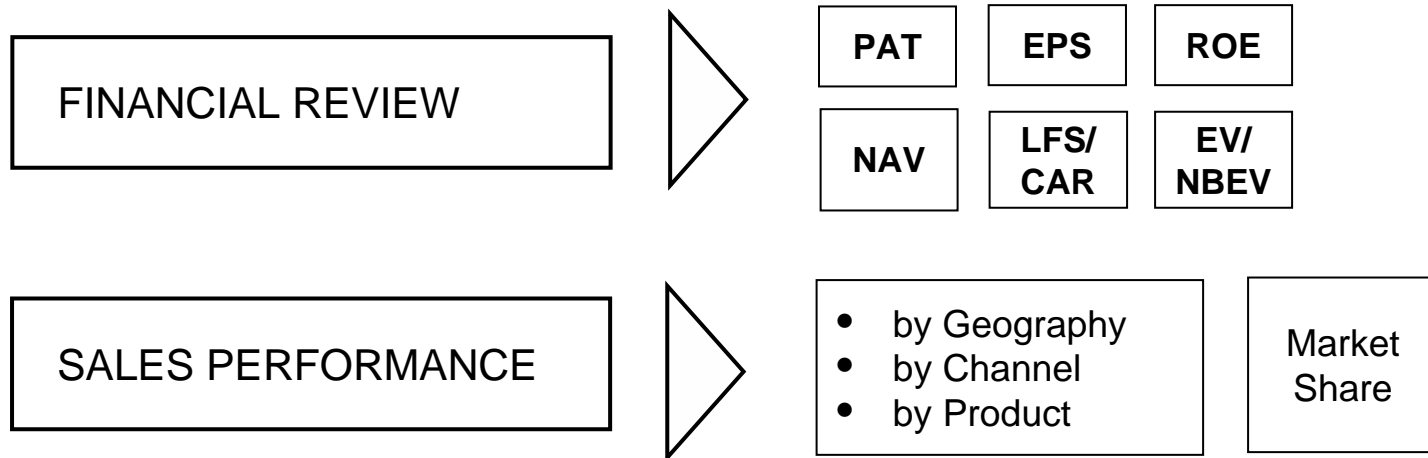 FINANCIAL REVIEW
PAT
EPS
ROE
NAV
LFS/
CAR
EV/
NBEV
SALES PERFORMANCE
• by Geography
• by Channel
• by Product
Market
Share